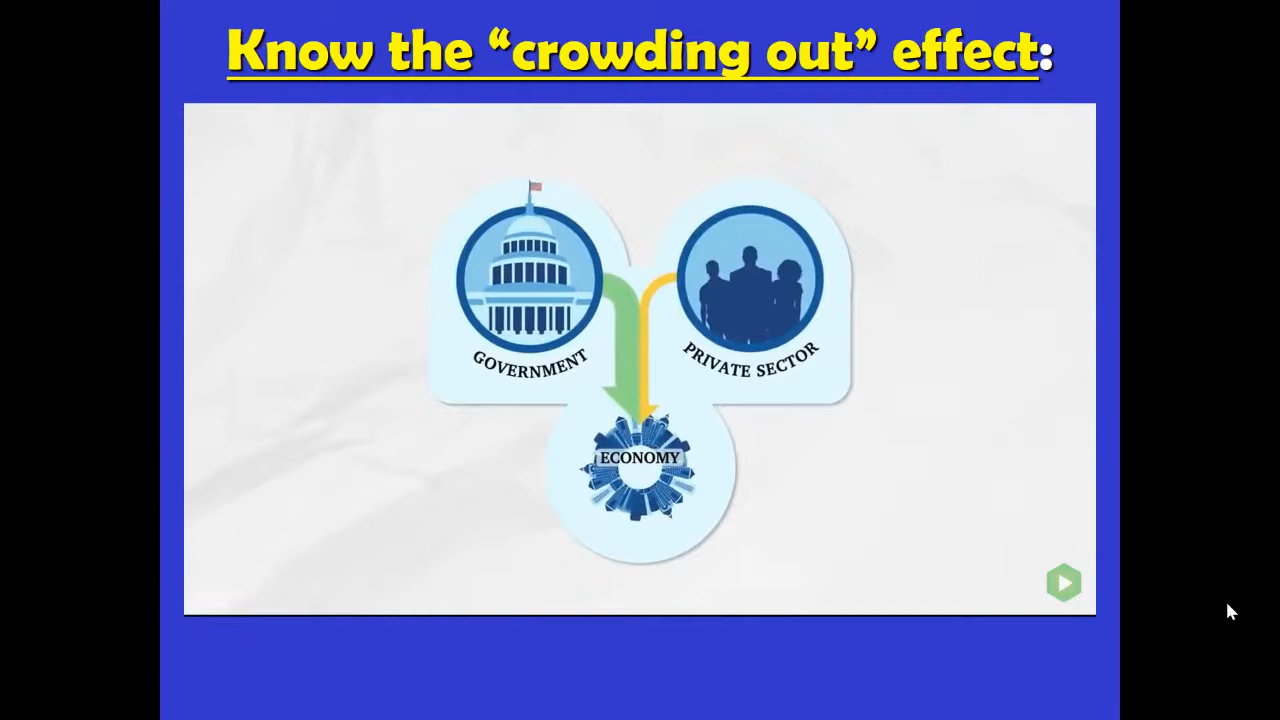 Know the “crowding out” effect:
GOVERNMENT
PRIVATE SECTOR
ECONOMY